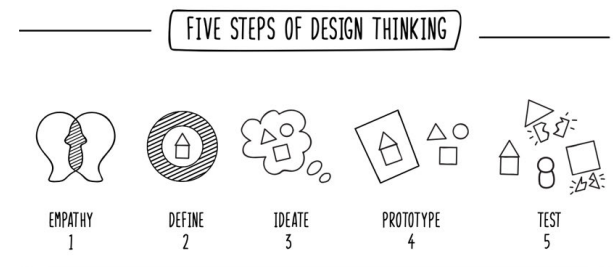 FIVE STEPS OF DESIGN THINKING
EMPATHY
1
DEFINE
2
IDEATE
3
PROTOTYPE
4
TEST
5